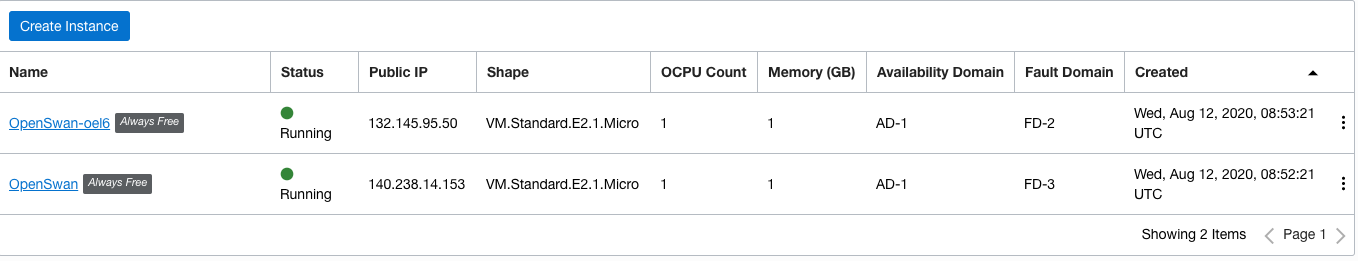 Create Instance
Name Status Public IP Shape OCPU Count Memory (GB) Availability Domain Fault Domain Created
OpenSwan-oel6 Always Free Running 132.145.95.50 VM.Standard.E2.1.Micro 1 1 AD-1 FD-2 Wed, Aug 12, 2020, 08:53:21 UTC
OpenSwan Always Free Running 140.238.14.153 VM.Standard.E2.1.Micro 1 1 AD-1 FD-3 Wed, Aug 12, 2020, 08:52:21 UTC
Showing 2 Items Page 1